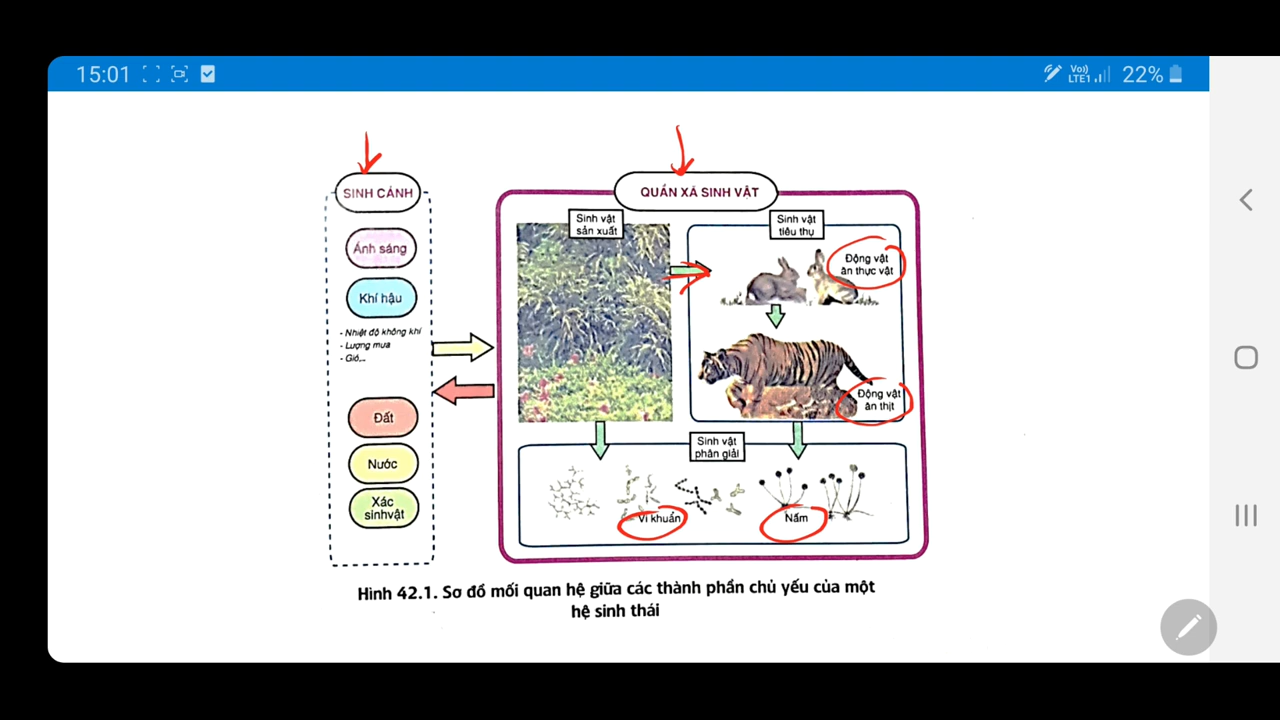 15:01
Vo)) LTE1
22%
SINH CẢNH
Ánh sáng
Khí hậu
- Nhiệt độ không khí
- Lượng mưa
- Gió,...
Đất
Nước
Xác
sinhvật
QUẦN XÃ SINH VẬT
Sinh vật
sản xuất
Sinh vật
tiêu thụ
Động vật
ăn thực vật
Động vật
ăn thịt
Sinh vật
phân giải
Vi khuẩn
Nấm
Hình 42.1. Sơ đồ mối quan hệ giữa các thành phần chủ yếu của một
hệ sinh thái